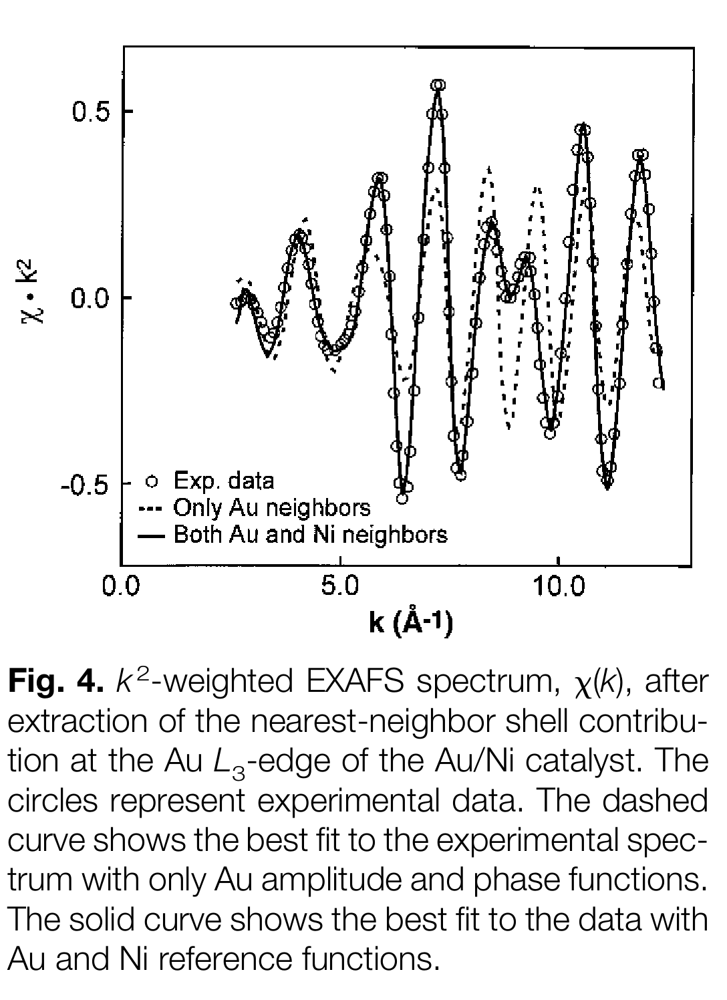 0.5
0.0
-0.5
χ • k2
Exp. data
Only Au neighbors
Both Au and Ni neighbors
0.0 5.0 10.0
k (Å-1)
Fig. 4. k2-weighted EXAFS spectrum, χ(k), after
extraction of the nearest-neighbor shell contribu-
tion at the Au L3-edge of the Au/Ni catalyst. The
circles represent experimental data. The dashed
curve shows the best fit to the experimental spec-
trum with only Au amplitude and phase functions.
The solid curve shows the best fit to the data with
Au and Ni reference functions.